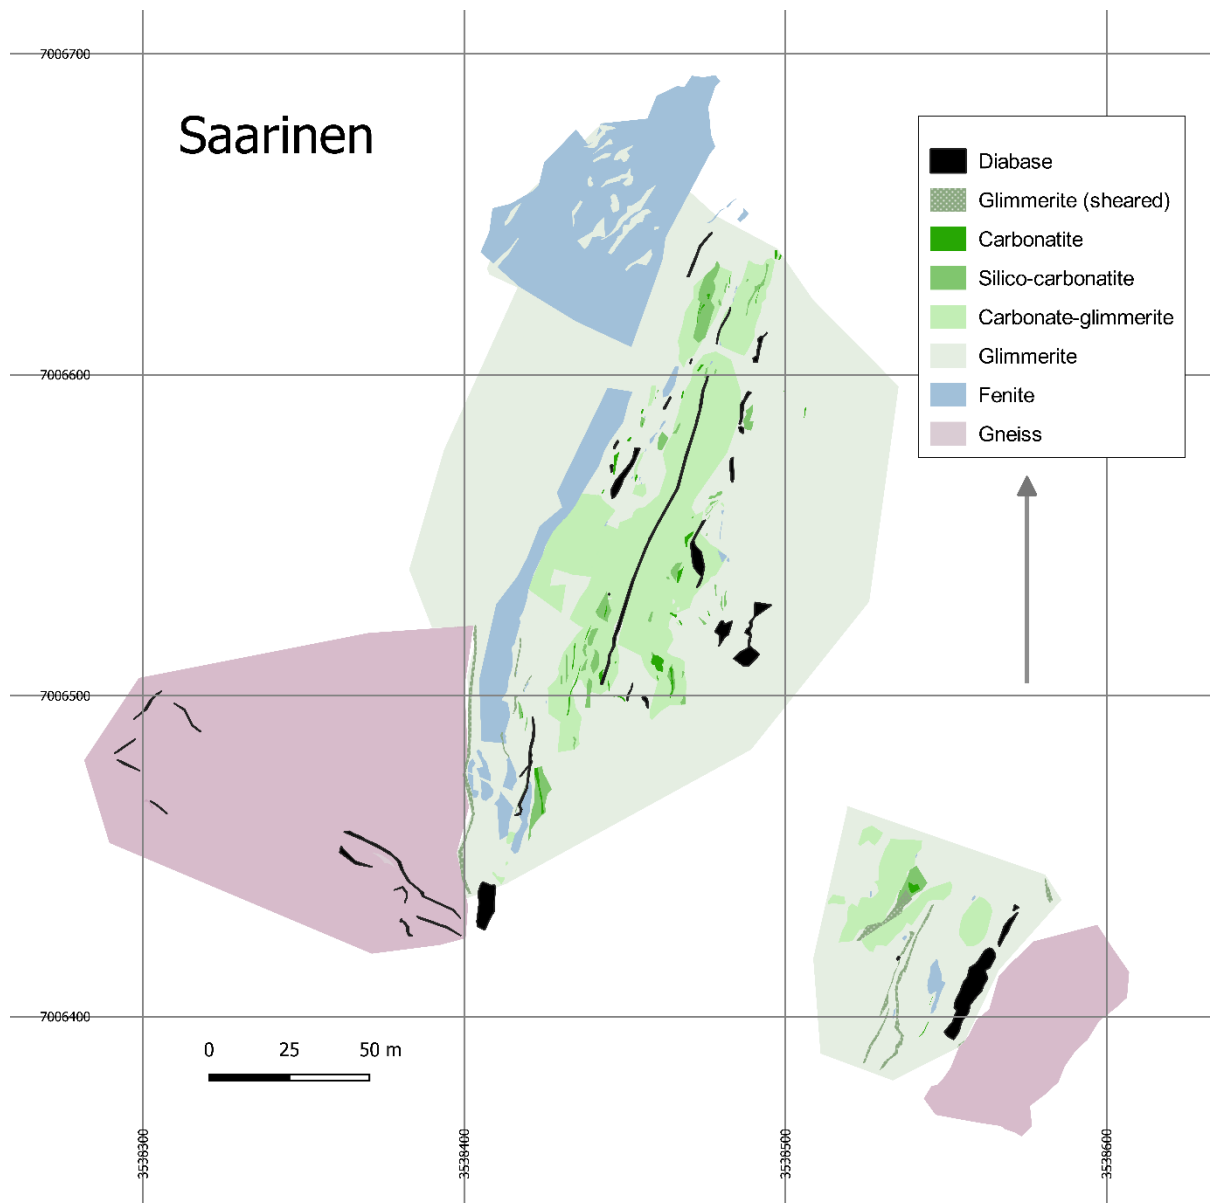 7006700
Saarinen
Diabase
Glimmerite (sheared)
Carbonatite
Silico-carbonatite
Carbonate-glimmerite
Glimmerite
Fenite
Gneiss
7006600
7006500
7006400
0 25 50 m
3538300
3538400
3538500
3538600